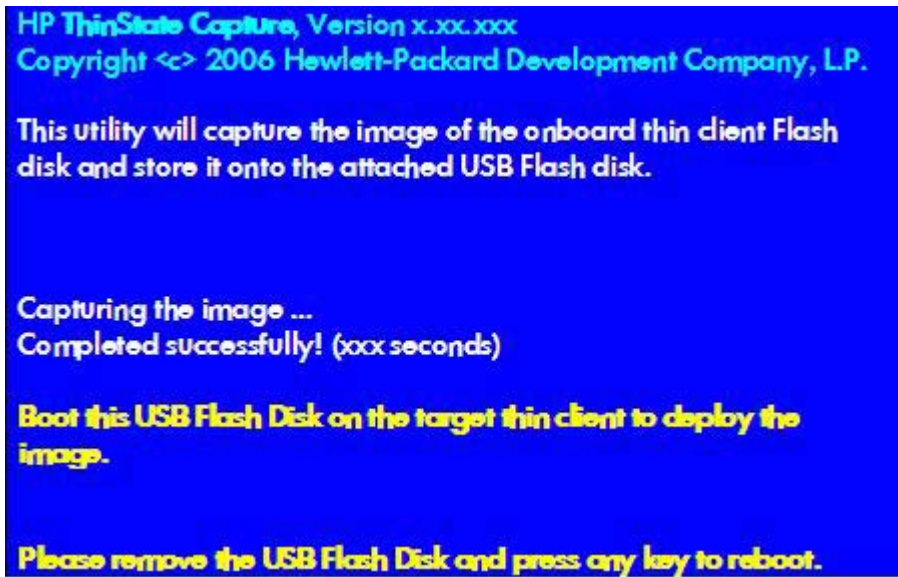 HP ThinState Capture, Version x.xx.xxx
Copyright <c> 2006 Hewlett-Packard Development Company, L.P.
This utility will capture the image of the onboard thin client Flash
disk and store it onto the attached USB Flash disk.
Capturing the image ...
Completed successfully! (xxx seconds)
Boot this USB Flash Disk on the target thin client to deploy the
image.
Please remove the USB Flash Disk and press any key to reboot.